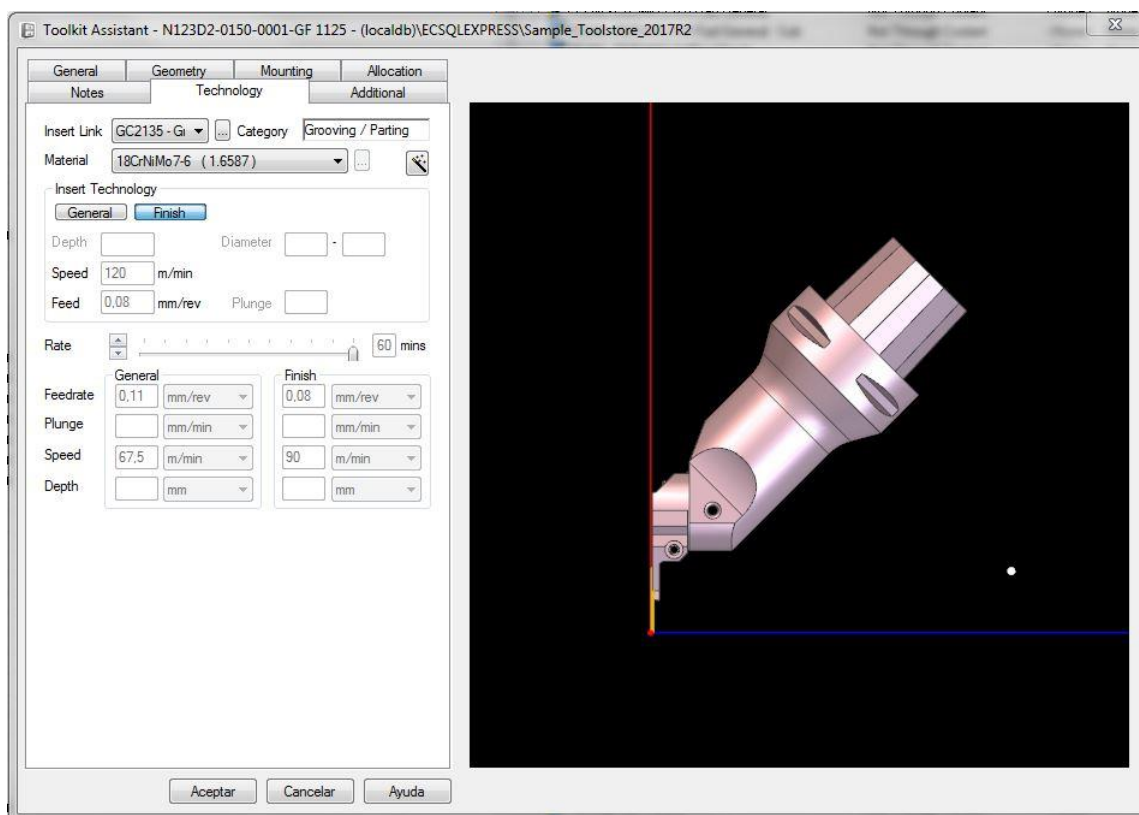 Toolkit Assistant - N123D2-0150-0001-GF 1125 - (localdb)\ECSQLEXPRESS\Sample_Toolstore_2017R2
General Geometry Mounting Allocation
Notes Technology Additional
Insert Link GC2135 - Gr ... Category Grooving / Parting
Material 18CrNiMo7-6 ( 1.6587 ) ...
Insert Technology
General Finish
Depth Diameter -
Speed 120 m/min
Feed 0,08 mm/rev Plunge
Rate 60 mins
General Finish
Feedrate 0,11 mm/rev 0,08 mm/rev
Plunge mm/min mm/min
Speed 67,5 m/min 90 m/min
Depth mm mm
Aceptar Cancelar Ayuda